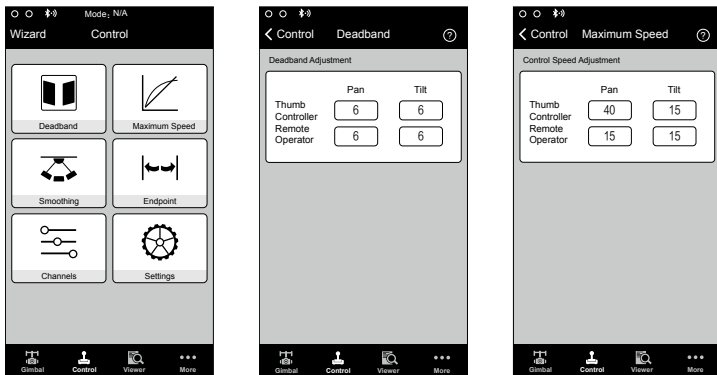 Mode: N/A
Wizard Control
Deadband Maximum Speed
Smoothing Endpoint
Channels Settings
Gimbal Control Viewer More
Control Deadband ?
Deadband Adjustment
Pan Tilt
Thumb
Controller 6 6
Remote
Operator 6 6
Gimbal Control Viewer More
Control Maximum Speed ?
Control Speed Adjustment
Pan Tilt
Thumb
Controller 40 15
Remote
Operator 15 15
Gimbal Control Viewer More